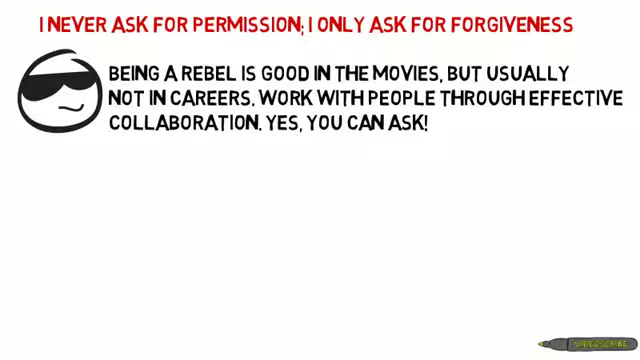 I NEVER ASK FOR PERMISSION; I ONLY ASK FOR FORGIVENESS
BEING A REBEL IS GOOD IN THE MOVIES, BUT USUALLY
NOT IN CAREERS. WORK WITH PEOPLE THROUGH EFFECTIVE
COLLABORATION. YES, YOU CAN ASK!
VIDEOSCRIBE